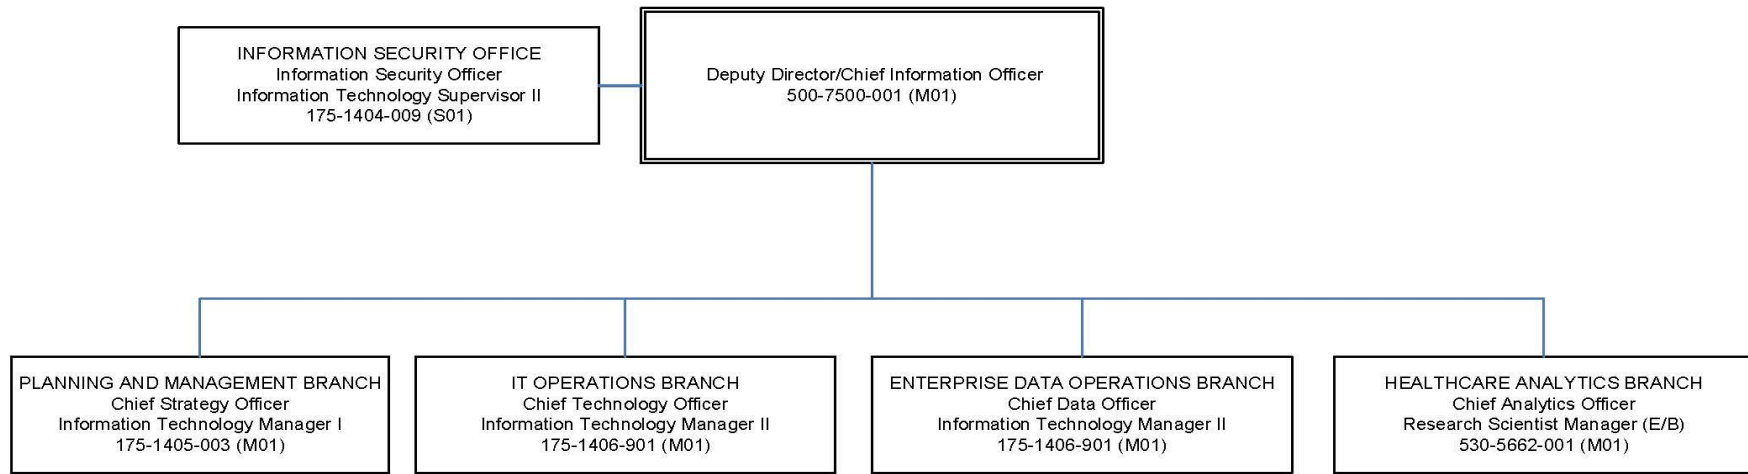 INFORMATION SECURITY OFFICE
Information Security Officer
Information Technology Supervisor II
175-1404-009 (S01)
Deputy Director/Chief Information Officer
500-7500-001 (M01)
PLANNING AND MANAGEMENT BRANCH
Chief Strategy Officer
Information Technology Manager I
175-1405-003 (M01)
IT OPERATIONS BRANCH
Chief Technology Officer
Information Technology Manager II
175-1406-901 (M01)
ENTERPRISE DATA OPERATIONS BRANCH
Chief Data Officer
Information Technology Manager II
175-1406-901 (M01)
HEALTHCARE ANALYTICS BRANCH
Chief Analytics Officer
Research Scientist Manager (E/B)
530-5662-001 (M01)